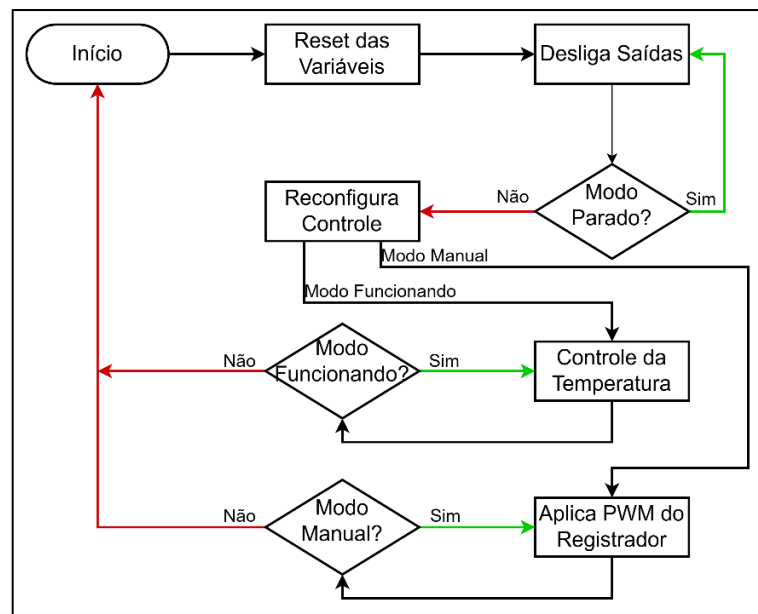 Início
Reset das
Variáveis
Desliga Saídas
Reconfigura
Controle
Não
Modo
Parado?
Sim
Modo Manual
Modo Funcionando
Não
Modo
Funcionando?
Sim
Controle da
Temperatura
Não
Modo
Manual?
Sim
Aplica PWM do
Registrador